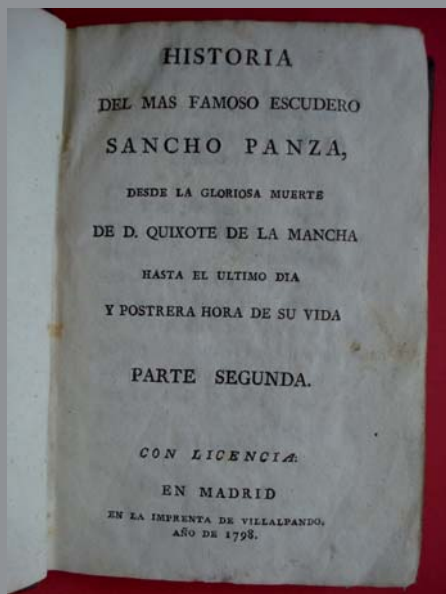 HISTORIA
DEL MAS FAMOSO ESCUDERO
SANCHO PANZA,
DESDE LA GLORIOSA MUERTE
DE D. QUIXOTE DE LA MANCHA
HASTA EL ULTIMO DIA
Y POSTRERA HORA DE SU VIDA
PARTE SEGUNDA.
CON LICENCIA:
EN MADRID
EN LA IMPRENTA DE VILLALPANDO,
AÑO DE 1798.